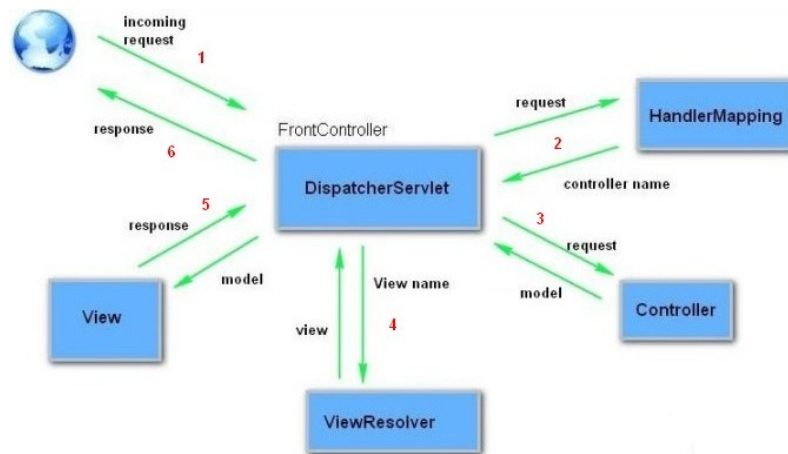 incoming
request
1
response
6
FrontController
DispatcherServlet
request
2
HandlerMapping
controller name
3
request
model
Controller
5
response
model
View
View name
view
4
ViewResolver